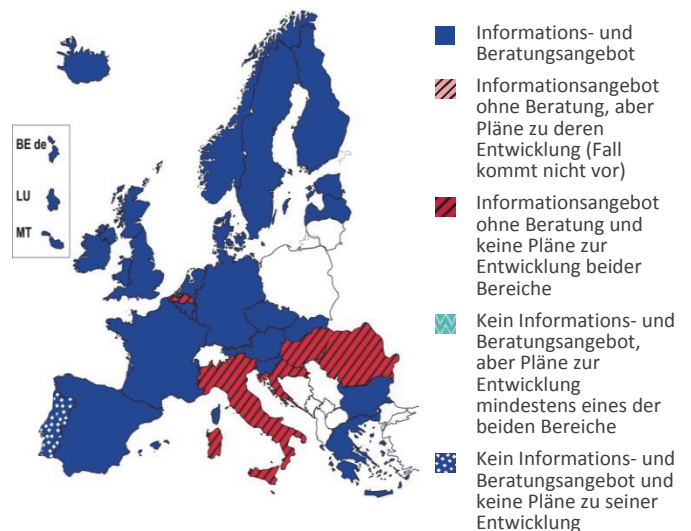 Informations- und
Beratungsangebot
Informationsangebot
ohne Beratung, aber
Pläne zu deren
Entwicklung (Fall
kommt nicht vor)
Informationsangebot
ohne Beratung und
keine Pläne zur
Entwicklung beider
Bereiche
Kein Informations- und
Beratungsangebot,
aber Pläne zur
Entwicklung
mindestens eines der
beiden Bereiche
Kein Informations- und
Beratungsangebot und
keine Pläne zu seiner
Entwicklung
BE de
LU
MT